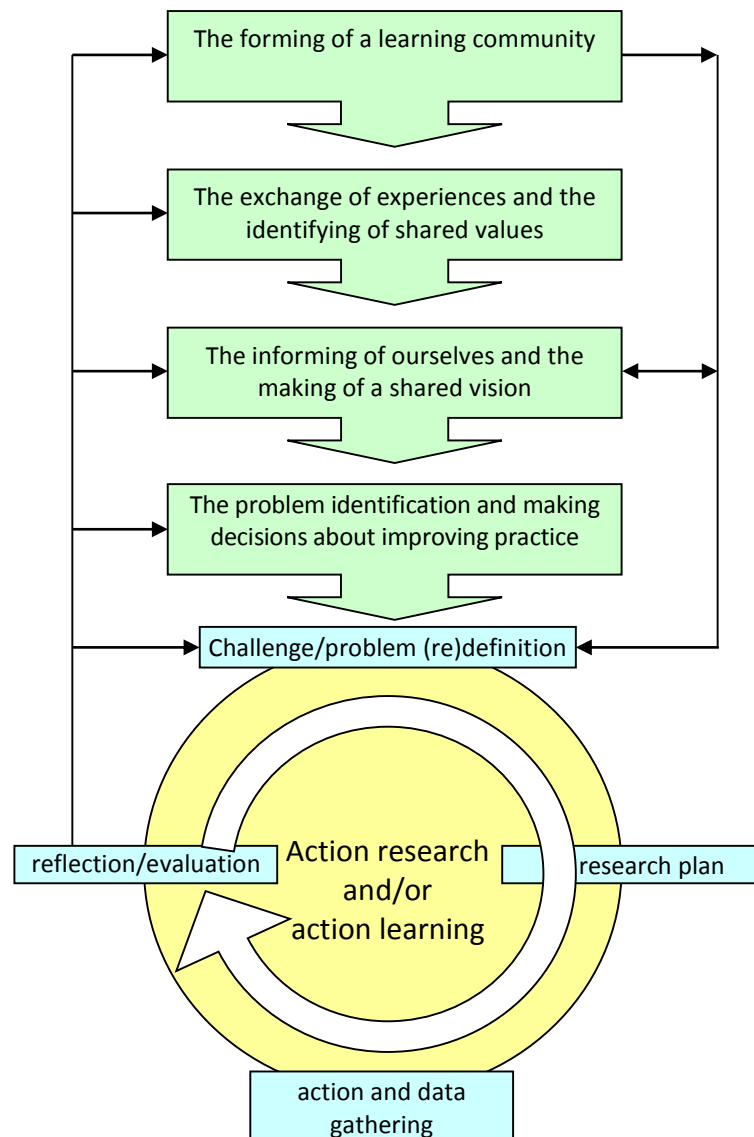 The forming of a learning community
The exchange of experiences and the
identifying of shared values
The informing of ourselves and the
making of a shared vision
The problem identification and making
decisions about improving practice
Challenge/problem (re)definition
reflection/evaluation
Action research
and/or
action learning
research plan
action and data
gathering